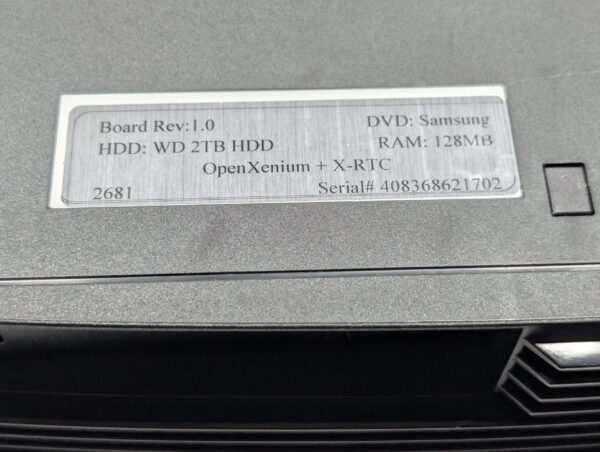 Board Rev:1.0 DVD: Samsung
HDD: WD 2TB HDD RAM: 128MB
OpenXenium + X-RTC
2681 Serial# 408368621702